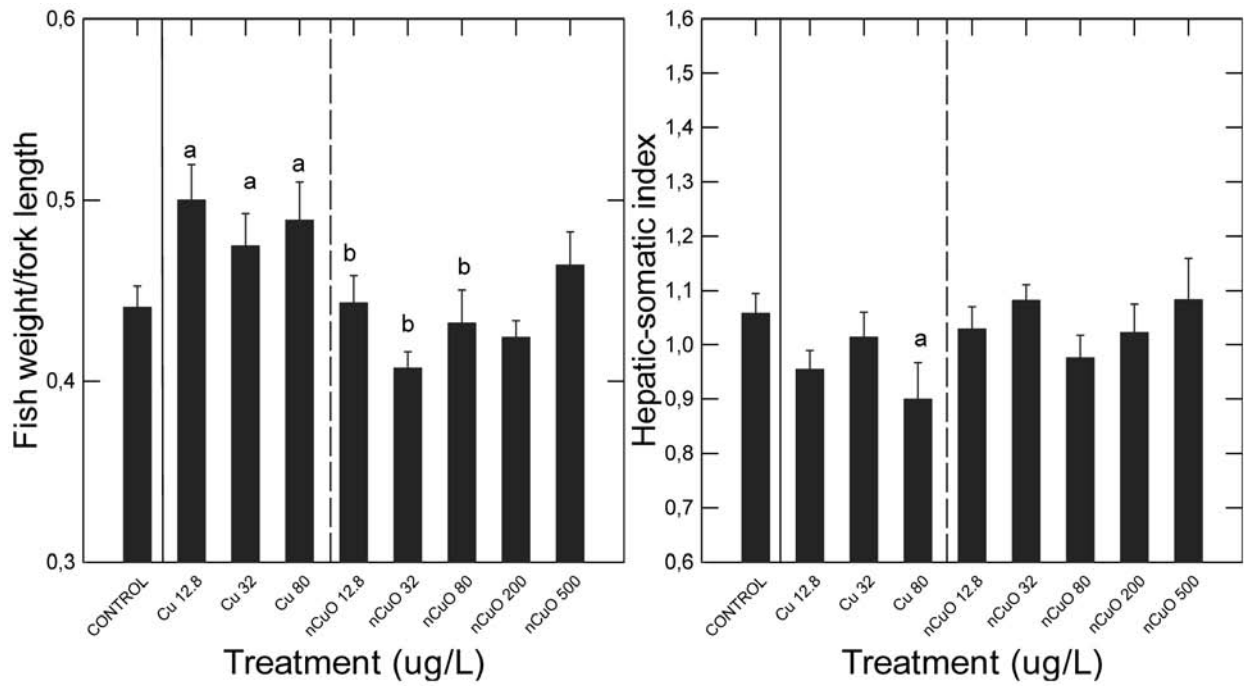 Fish weight/fork length
0,6
0,5
0,4
0,3
a
a
a
b
b
b
CONTROL
Cu 12.8
Cu 32
Cu 80
nCuO 12.8
nCuO 32
nCuO 80
nCuO 200
nCuO 500
Treatment (ug/L)
Hepatic-somatic index
1,6
1,5
1,4
1,3
1,2
1,1
1,0
0,9
0,8
0,7
0,6
a
CONTROL
Cu 12.8
Cu 32
Cu 80
nCuO 12.8
nCuO 32
nCuO 80
nCuO 200
nCuO 500
Treatment (ug/L)